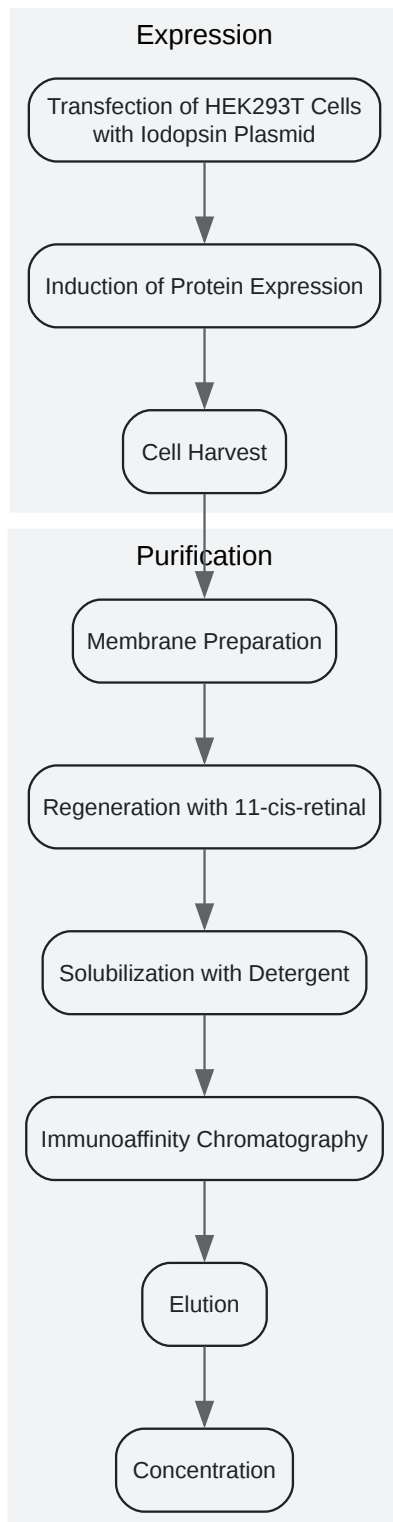 Expression
Transfection of HEK293T Cells
with Iodopsin Plasmid
Induction of Protein Expression
Cell Harvest
Purification
Membrane Preparation
Regeneration with 11-cis-retinal
Solubilization with Detergent
Immunoaffinity Chromatography
Elution
Concentration